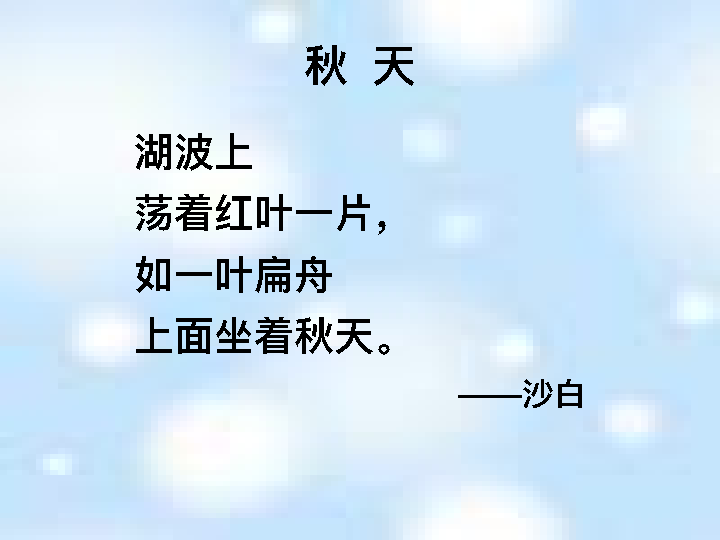 秋 天
湖波上
荡着红叶一片，
如一叶扁舟
上面坐着秋天。
——沙白